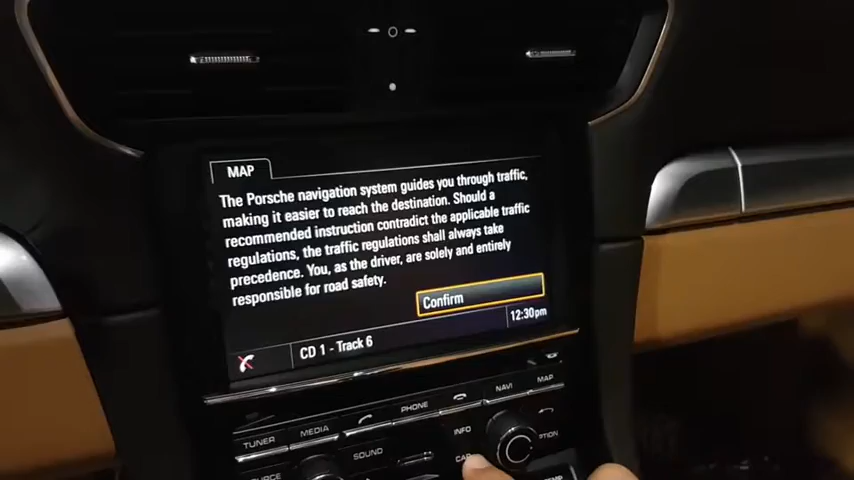 MAP
The Porsche navigation system guides you through traffic,
making it easier to reach the destination. Should a
recommended instruction contradict the applicable traffic
regulations, the traffic regulations shall always take
precedence. You, as the driver, are solely and entirely
responsible for road safety.
Confirm
12:30pm
CD 1 - Track 6
TUNER MEDIA PHONE NAVI MAP
SOUND INFO
CAR